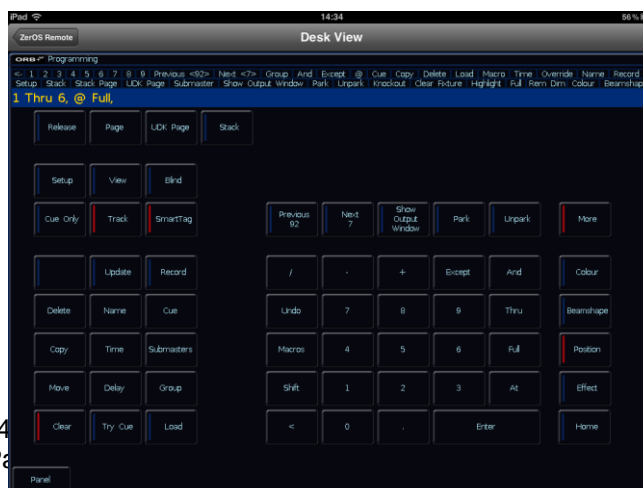 iPad 14:34 56 %
ZerOS Remote Desk View
ORB Programming
<- 1 2 3 4 5 6 7 8 9 Previous <92> Next <7> Group And Except @ Cue Copy Delete Load Macro Time Override Name Record
Setup Stack Stack Page UDK Page Submaster Show Output Window Park Unpark Knockout Clear Fixture Highlight Full Rem Dim Colour Beamshap
1 Thru 6, @ Full,
Release Page UDK Page Stack
Setup View Blind
Cue Only Track SmartTag Previous 92 Next 7 Show Output Window Park Unpark More
Update Record / - + Except And Colour
Delete Name Cue Undo 7 8 9 Thru Beamshape
Copy Time Submasters Macros 4 5 6 Full Position
Move Delay Group Shift 1 2 3 At Effect
4
Clear Try Cue Load < 0 . Enter Home
Panel